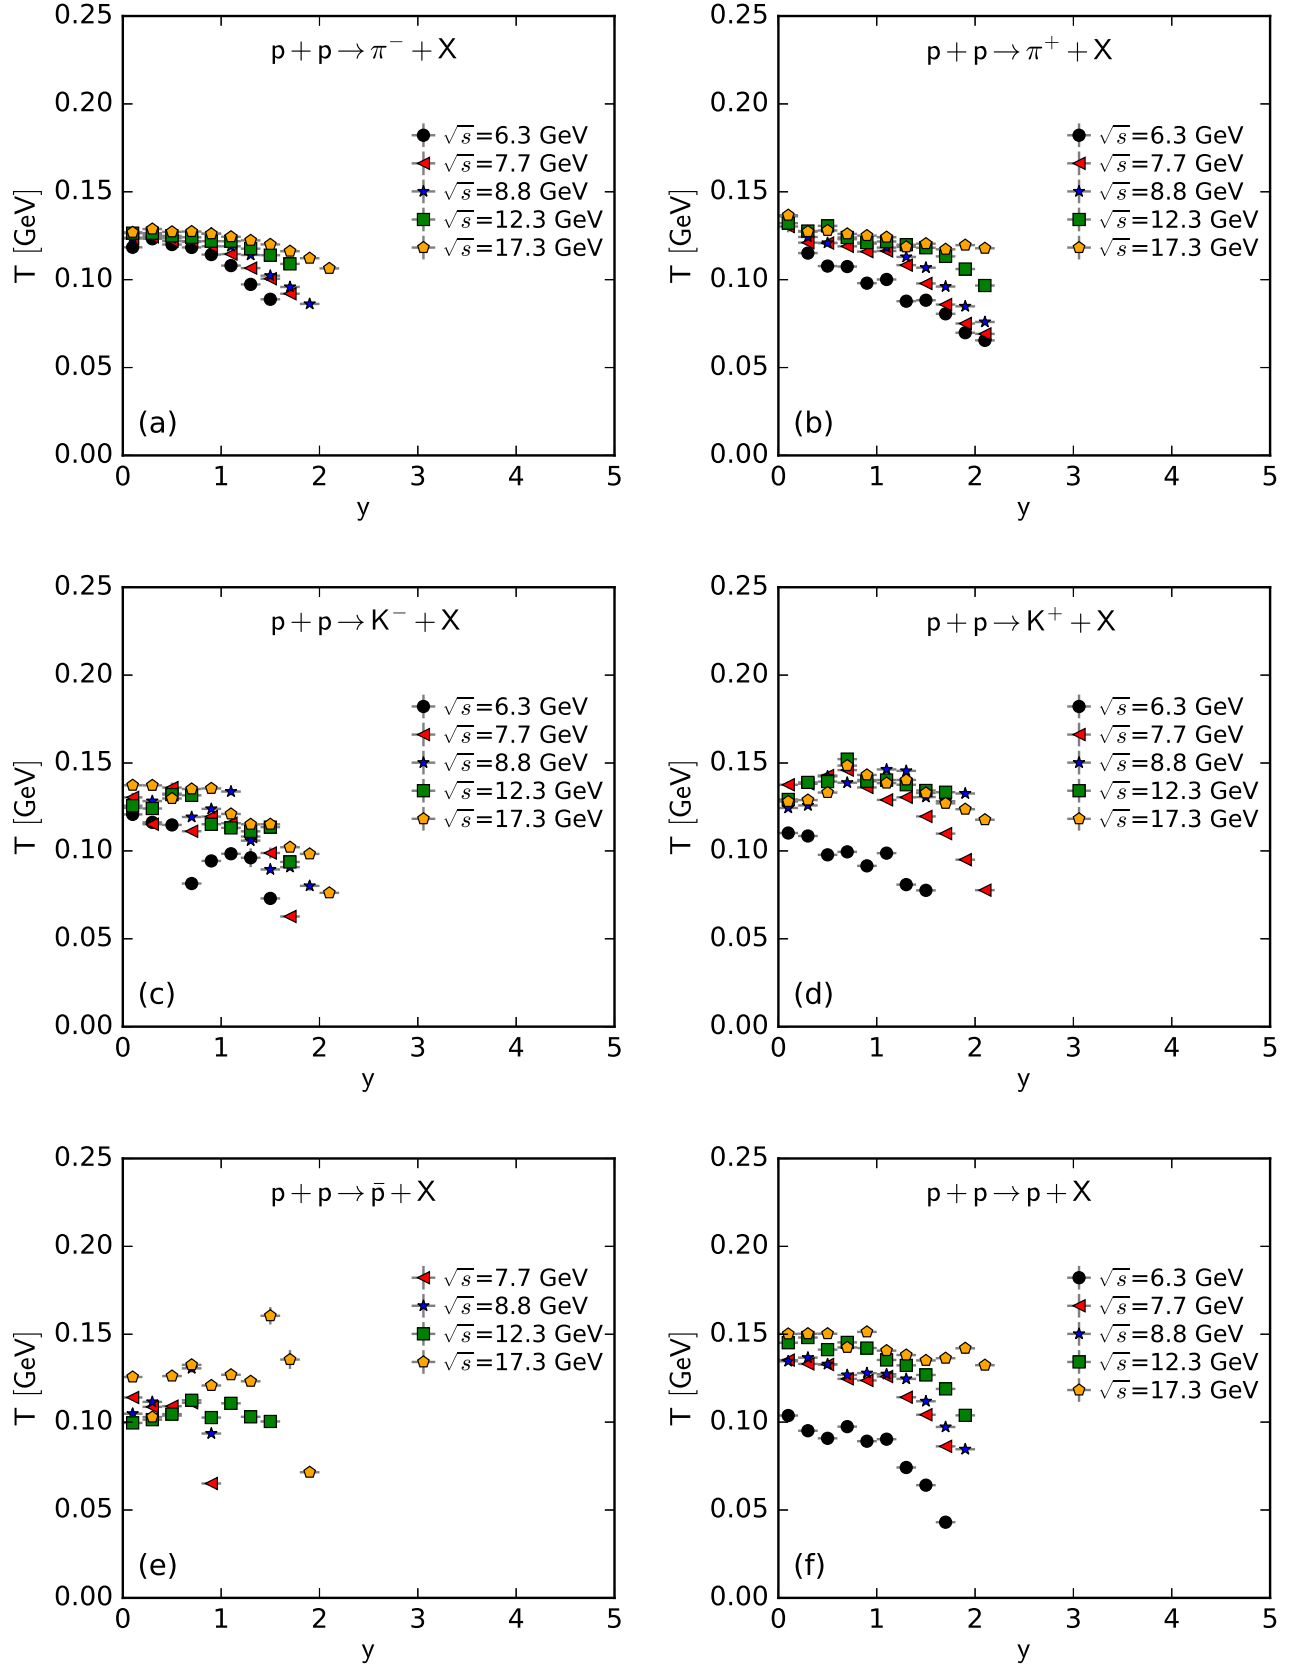 p + p → π⁻ + X
T [GeV]
0.25
0.20
0.15
0.10
0.05
0.00
√s=6.3 GeV
√s=7.7 GeV
√s=8.8 GeV
√s=12.3 GeV
√s=17.3 GeV
(a)
0 1 2 3 4 5
y
p + p → π⁺ + X
T [GeV]
0.25
0.20
0.15
0.10
0.05
0.00
√s=6.3 GeV
√s=7.7 GeV
√s=8.8 GeV
√s=12.3 GeV
√s=17.3 GeV
(b)
0 1 2 3 4 5
y
p + p → K⁻ + X
T [GeV]
0.25
0.20
0.15
0.10
0.05
0.00
√s=6.3 GeV
√s=7.7 GeV
√s=8.8 GeV
√s=12.3 GeV
√s=17.3 GeV
(c)
0 1 2 3 4 5
y
p + p → K⁺ + X
T [GeV]
0.25
0.20
0.15
0.10
0.05
0.00
√s=6.3 GeV
√s=7.7 GeV
√s=8.8 GeV
√s=12.3 GeV
√s=17.3 GeV
(d)
0 1 2 3 4 5
y
p + p → p̄ + X
T [GeV]
0.25
0.20
0.15
0.10
0.05
0.00
√s=7.7 GeV
√s=8.8 GeV
√s=12.3 GeV
√s=17.3 GeV
(e)
0 1 2 3 4 5
y
p + p → p + X
T [GeV]
0.25
0.20
0.15
0.10
0.05
0.00
√s=6.3 GeV
√s=7.7 GeV
√s=8.8 GeV
√s=12.3 GeV
√s=17.3 GeV
(f)
0 1 2 3 4 5
y